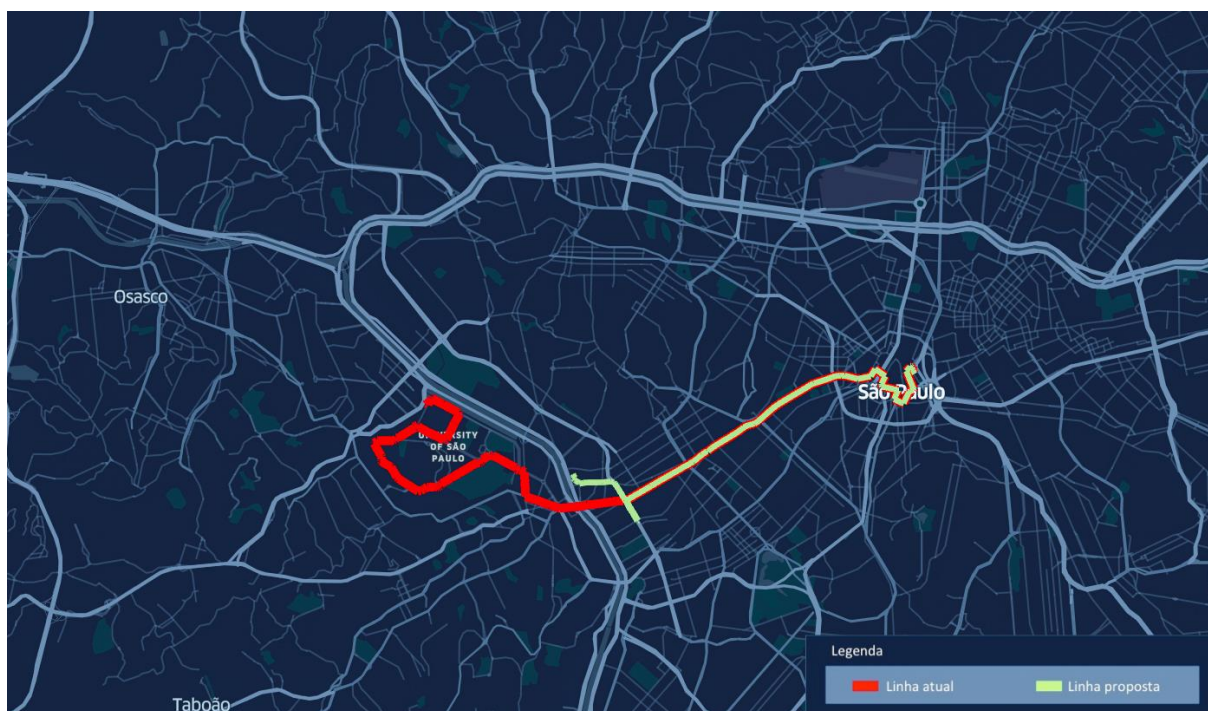 Osasco
São Paulo
UNIVERSITY
OF SÃO
PAULO
Taboão
Legenda
Linha atual
Linha proposta